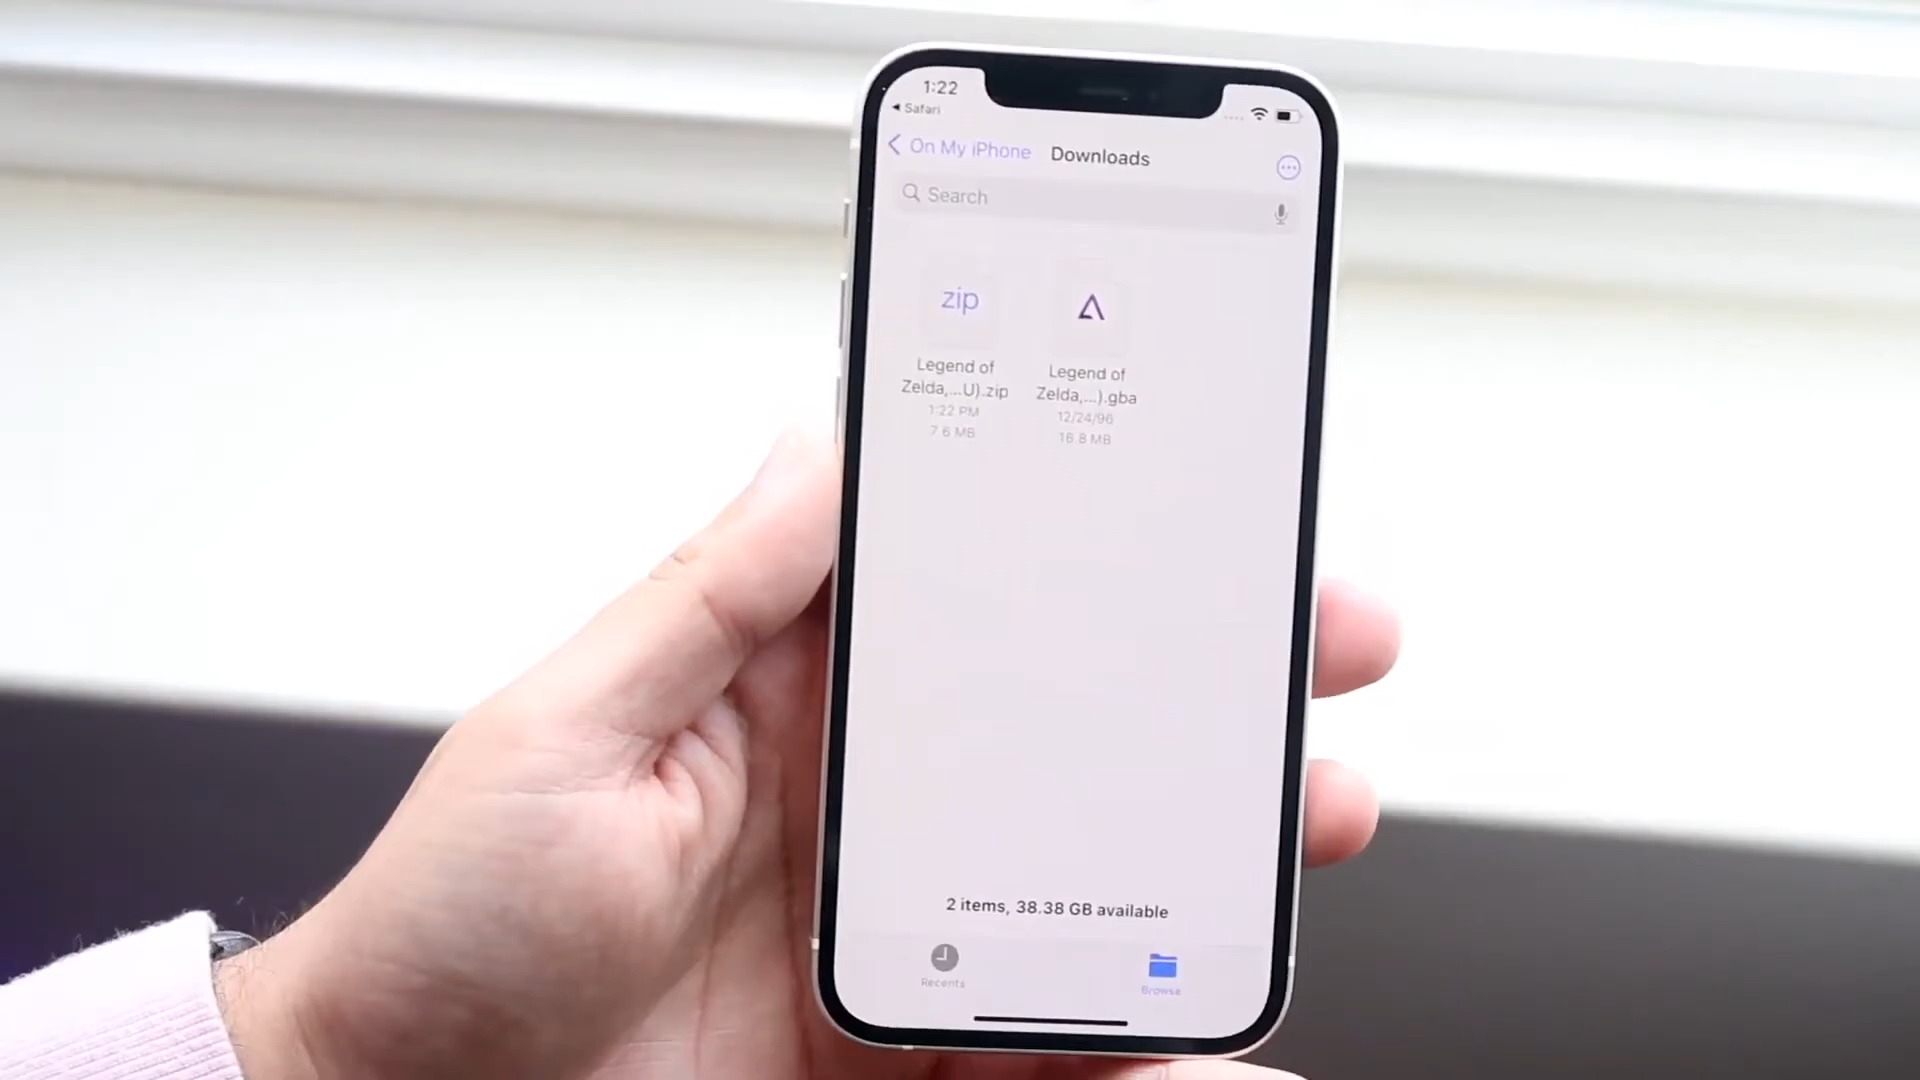 1:22
Safari
On My iPhone Downloads
Search
zip
Legend of
Zelda,...U).zip
1:22 PM
7.6 MB
Legend of
Zelda,...).gba
12/24/96
16.8 MB
2 items, 38.38 GB available
Recents
Browse